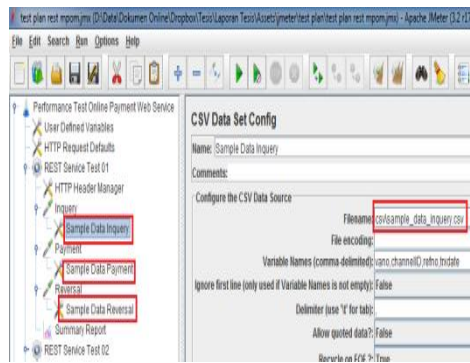 test plan rest mpom.jmx (D:\Data\Dokumen Online\Dropbox\Tesis\Laporan Tesis\Assets\jmeter\test plan\test plan rest mpom.jmx) - Apache JMeter (3.2 r1
File Edit Search Run Options Help
Performance Test Online Payment Web Service
User Defined Variables
HTTP Request Defaults
REST Service Test 01
HTTP Header Manager
Inquery
Sample Data Inquery
Payment
Sample Data Payment
Reversal
Sample Data Reversal
Summary Report
REST Service Test 02
CSV Data Set Config
Name: Sample Data Inquery
Comments:
Configure the CSV Data Source
Filename: csv\sample_data_inquery.csv
File encoding:
Variable Names (comma-delimited): vano,channelID,refno,trxdate
Ignore first line (only used if Variable Names is not empty): False
Delimiter (use '\t' for tab):
Allow quoted data?: False
Recycle on EOF ?: True